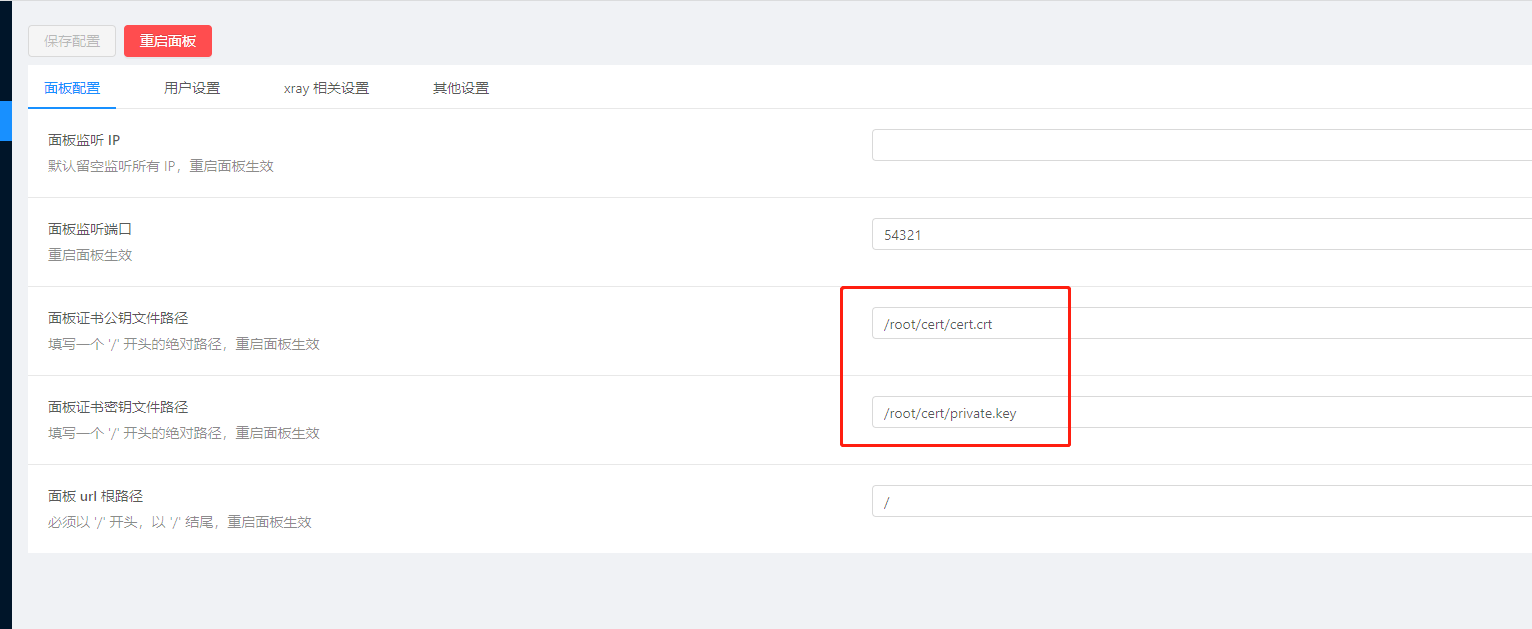 保存配置 重启面板
面板配置 用户设置 xray 相关设置 其他设置
面板监听 IP
默认留空监听所有 IP，重启面板生效
面板监听端口
重启面板生效
54321
面板证书公钥文件路径
填写一个 '/' 开头的绝对路径，重启面板生效
/root/cert/cert.crt
面板证书密钥文件路径
填写一个 '/' 开头的绝对路径，重启面板生效
/root/cert/private.key
面板 url 根路径
必须以 '/' 开头，以 '/' 结尾，重启面板生效
/